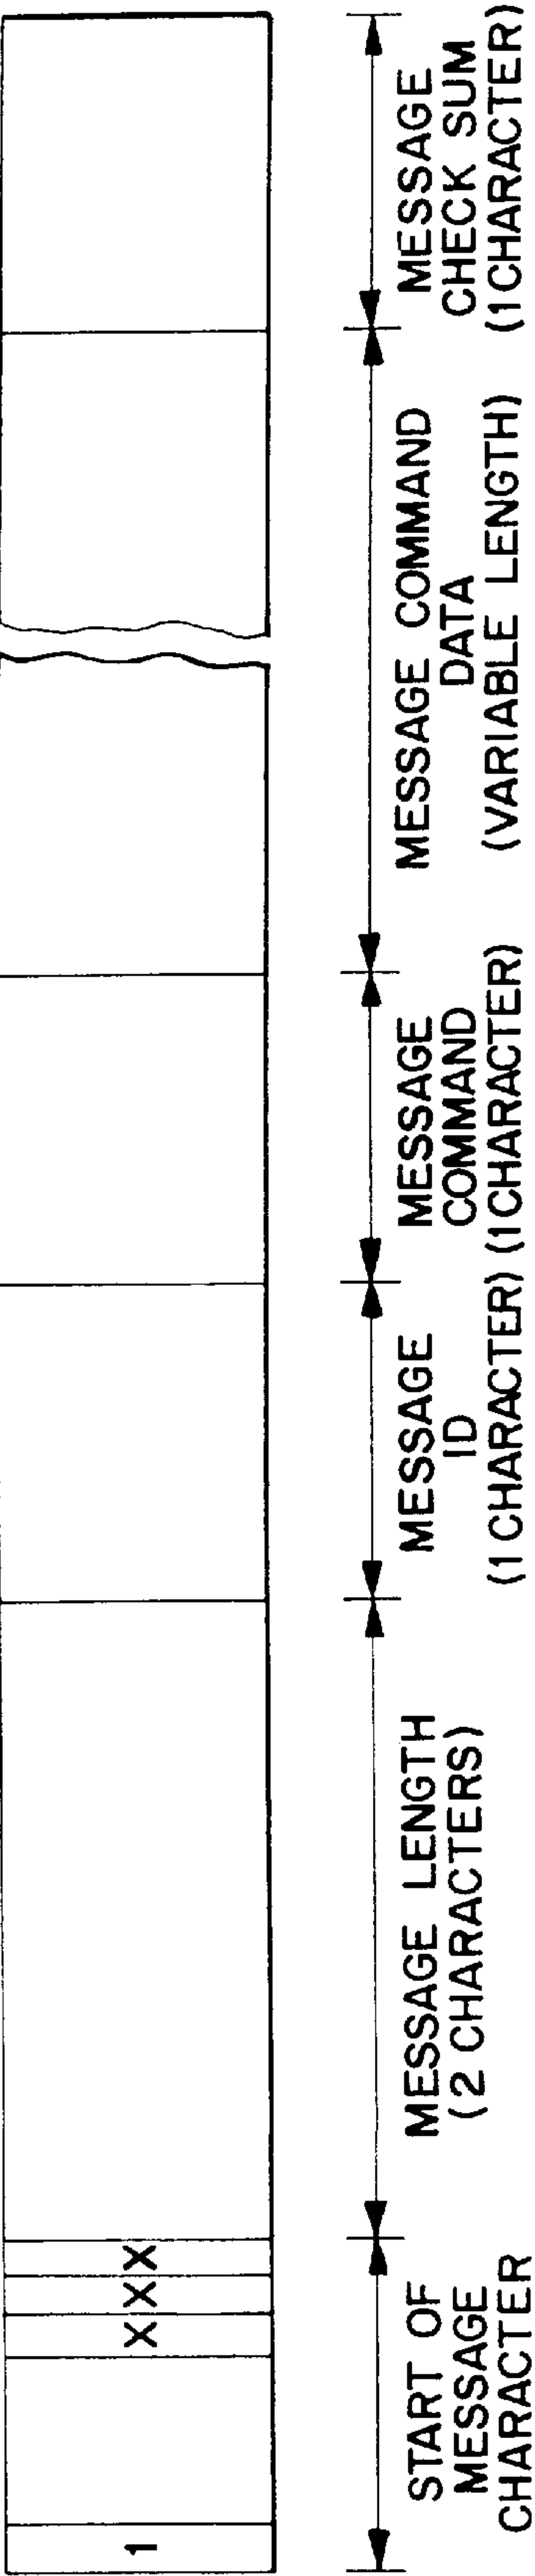 1 X X X
START OF
MESSAGE
CHARACTER
MESSAGE LENGTH
(2 CHARACTERS)
MESSAGE
ID
(1 CHARACTER)
MESSAGE
COMMAND
(1 CHARACTER)
MESSAGE COMMAND
DATA
(VARIABLE LENGTH)
MESSAGE
CHECK SUM
(1 CHARACTER)